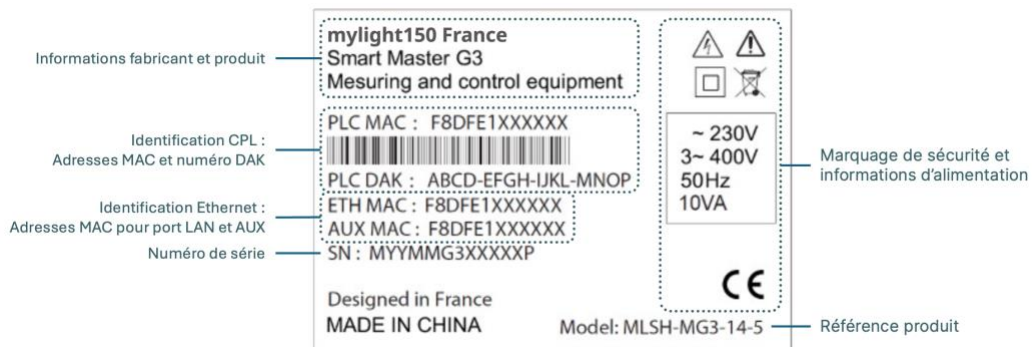 Informations fabricant et produit
mylight150 France
Smart Master G3
Mesuring and control equipment
Identification CPL :
Adresses MAC et numéro DAK
PLC MAC : F8DFE1XXXXXX
PLC DAK : ABCD-EFGH-IJKL-MNOP
Identification Ethernet :
Adresses MAC pour port LAN et AUX
ETH MAC : F8DFE1XXXXXX
AUX MAC : F8DFE1XXXXXX
Numéro de série
SN : MYYMMG3XXXXXP
Designed in France
MADE IN CHINA
~ 230V
3~ 400V
50Hz
10VA
Marquage de sécurité et
informations d’alimentation
CE
Model: MLSH-MG3-14-5
Référence produit